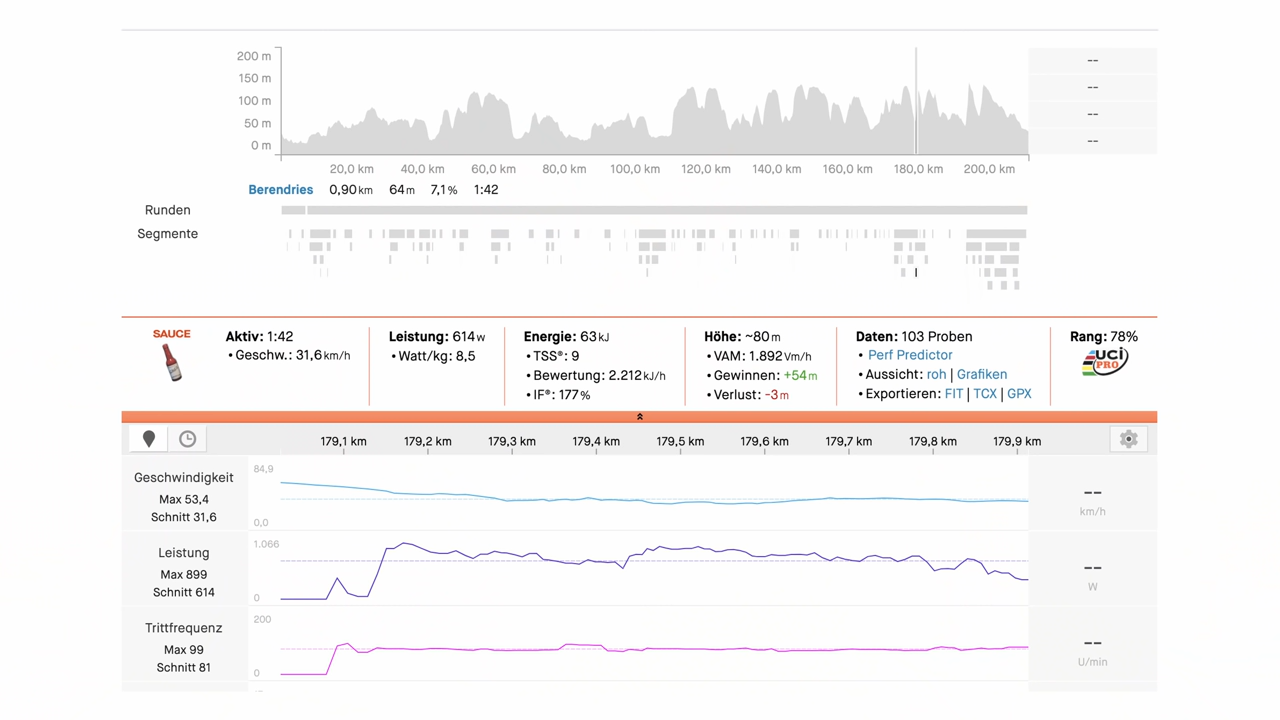 200 m
150 m
100 m
50 m
0 m
--
--
--
--
20,0 km 40,0 km 60,0 km 80,0 km 100,0 km 120,0 km 140,0 km 160,0 km 180,0 km 200,0 km
Berendries 0,90 km 64 m 7,1 % 1:42
Runden
Segmente
SAUCE
Aktiv: 1:42
• Geschw.: 31,6 km/h
Leistung: 614 w
• Watt/kg: 8,5
Energie: 63 kJ
• TSS®: 9
• Bewertung: 2.212 kJ/h
• IF®: 177 %
Höhe: ~80 m
• VAM: 1.892 Vm/h
• Gewinnen: +54 m
• Verlust: -3 m
Daten: 103 Proben
• Perf Predictor
• Aussicht: roh | Grafiken
• Exportieren: FIT | TCX | GPX
Rang: 78%
UCI
PRO
179,1 km 179,2 km 179,3 km 179,4 km 179,5 km 179,6 km 179,7 km 179,8 km 179,9 km
Geschwindigkeit
Max 53,4
Schnitt 31,6
84,9
0,0
--
km/h
Leistung
Max 899
Schnitt 614
1.066
0
--
W
Trittfrequenz
Max 99
Schnitt 81
200
0
--
U/min